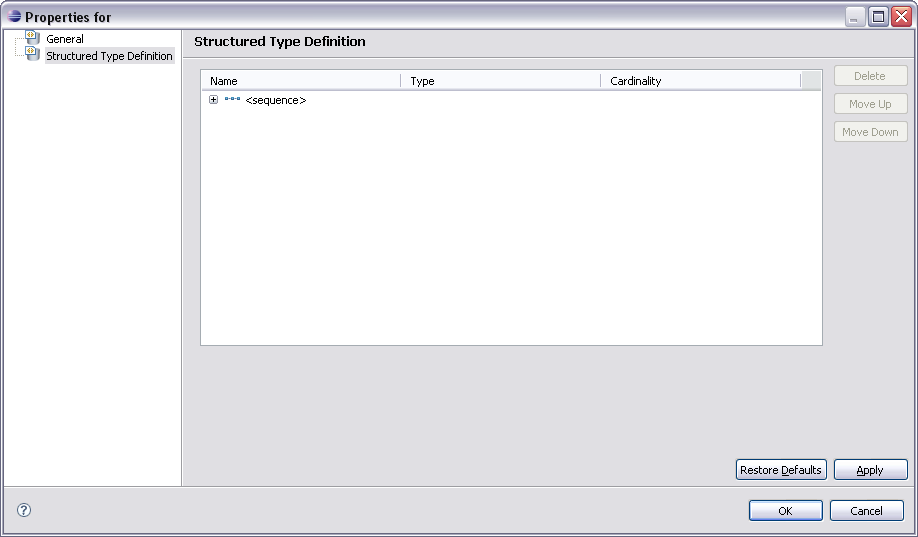 Properties for
General
Structured Type Definition
Structured Type Definition
Name Type Cardinality
<sequence>
Delete
Move Up
Move Down
Restore Defaults Apply
? OK Cancel